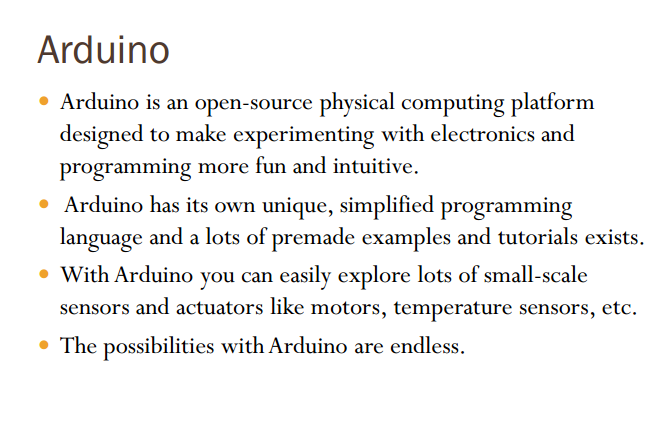 Arduino
• Arduino is an open-source physical computing platform
designed to make experimenting with electronics and
programming more fun and intuitive.
• Arduino has its own unique, simplified programming
language and a lots of premade examples and tutorials exists.
• With Arduino you can easily explore lots of small-scale
sensors and actuators like motors, temperature sensors, etc.
• The possibilities with Arduino are endless.